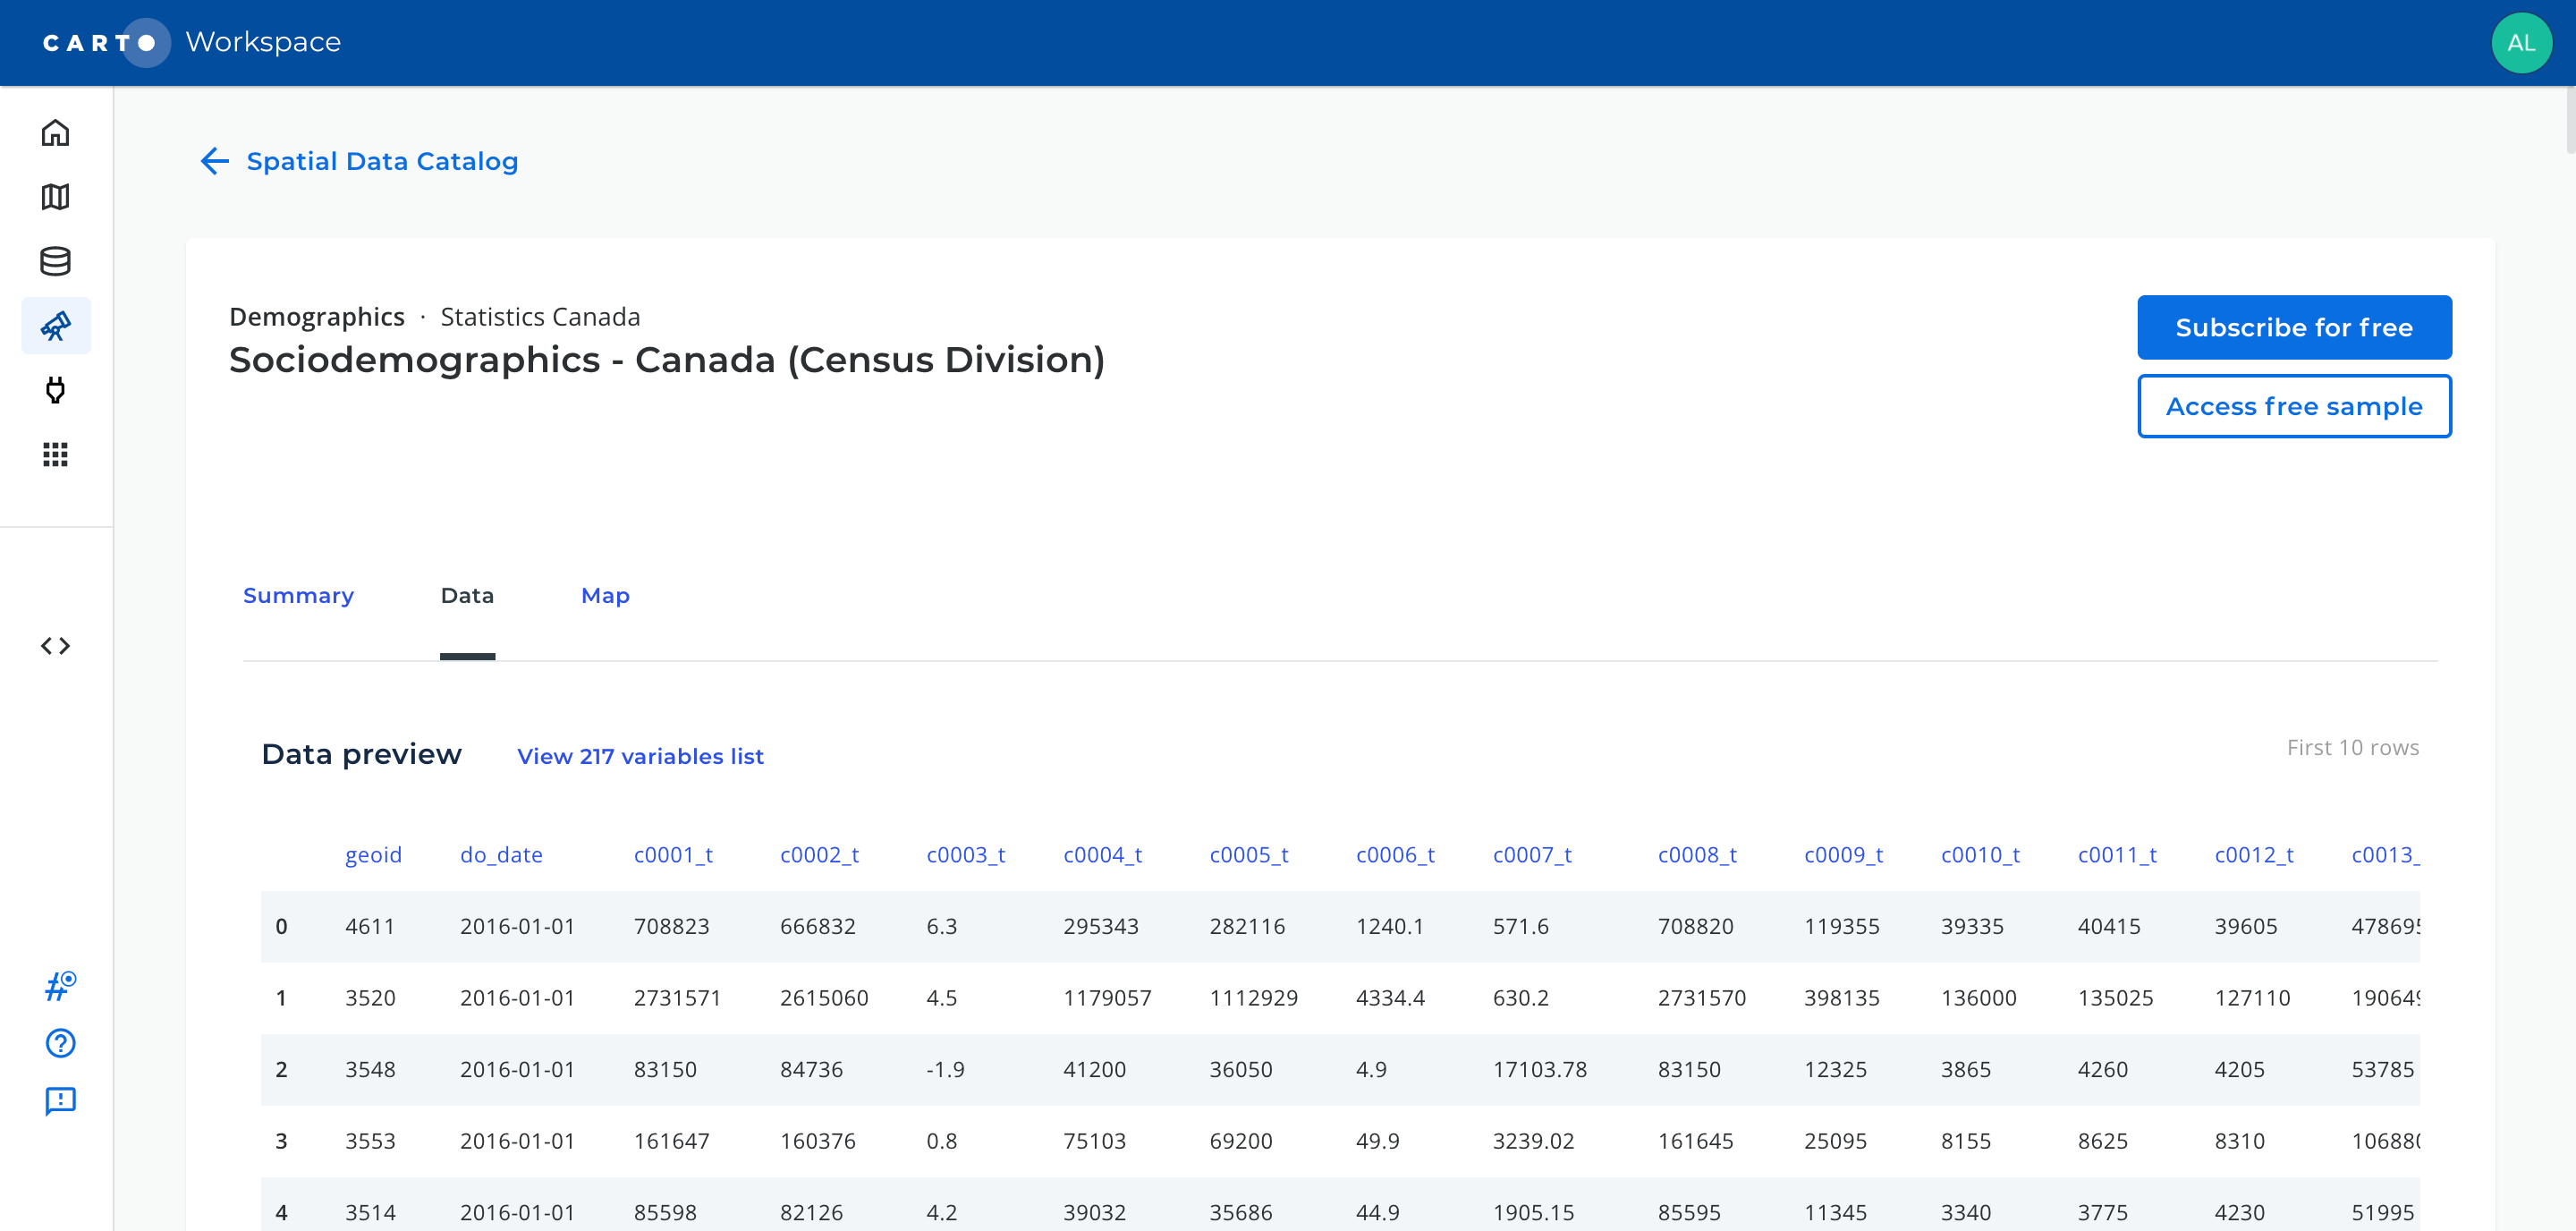 CARTO Workspace
AL
Spatial Data Catalog
Demographics · Statistics Canada
Sociodemographics - Canada (Census Division)
Subscribe for free
Access free sample
Summary Data Map
Data preview View 217 variables list First 10 rows
geoid do_date c0001_t c0002_t c0003_t c0004_t c0005_t c0006_t c0007_t c0008_t c0009_t c0010_t c0011_t c0012_t c0013_
0 4611 2016-01-01 708823 666832 6.3 295343 282116 1240.1 571.6 708820 119355 39335 40415 39605 478695
1 3520 2016-01-01 2731571 2615060 4.5 1179057 1112929 4334.4 630.2 2731570 398135 136000 135025 127110 190649
2 3548 2016-01-01 83150 84736 -1.9 41200 36050 4.9 17103.78 83150 12325 3865 4260 4205 53785
3 3553 2016-01-01 161647 160376 0.8 75103 69200 49.9 3239.02 161645 25095 8155 8625 8310 106880
4 3514 2016-01-01 85598 82126 4.2 39032 35686 44.9 1905.15 85595 11345 3340 3775 4230 51995